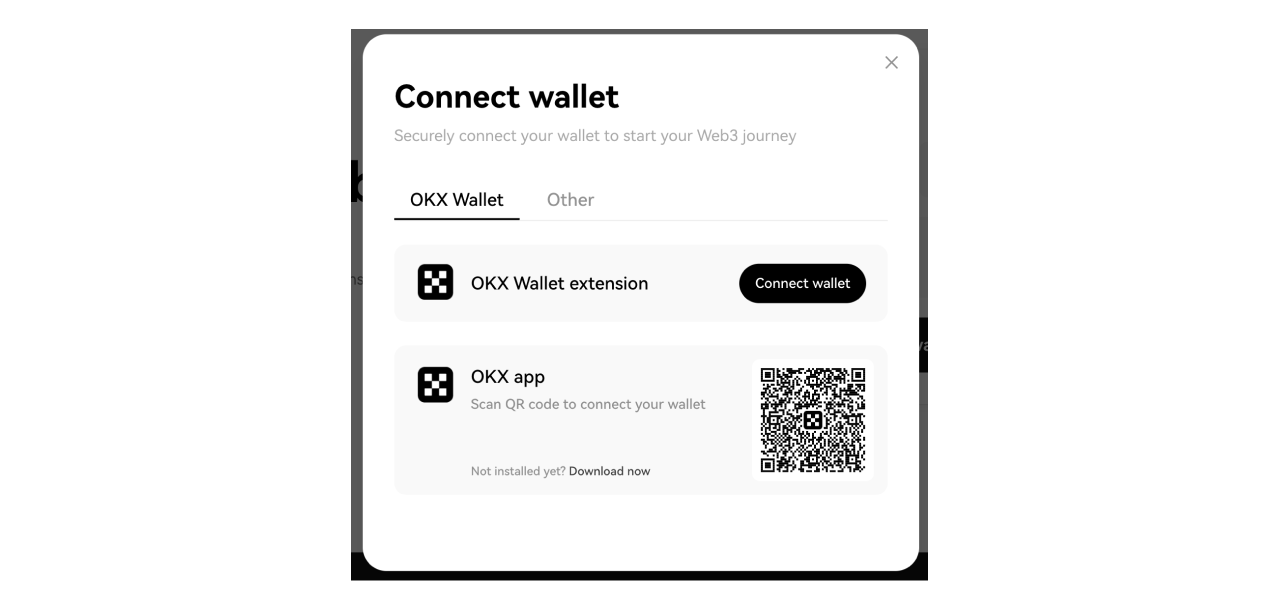 Connect wallet
Securely connect your wallet to start your Web3 journey
OKX Wallet
Other
OKX Wallet extension
Connect wallet
OKX app
Scan QR code to connect your wallet
Not installed yet? Download now